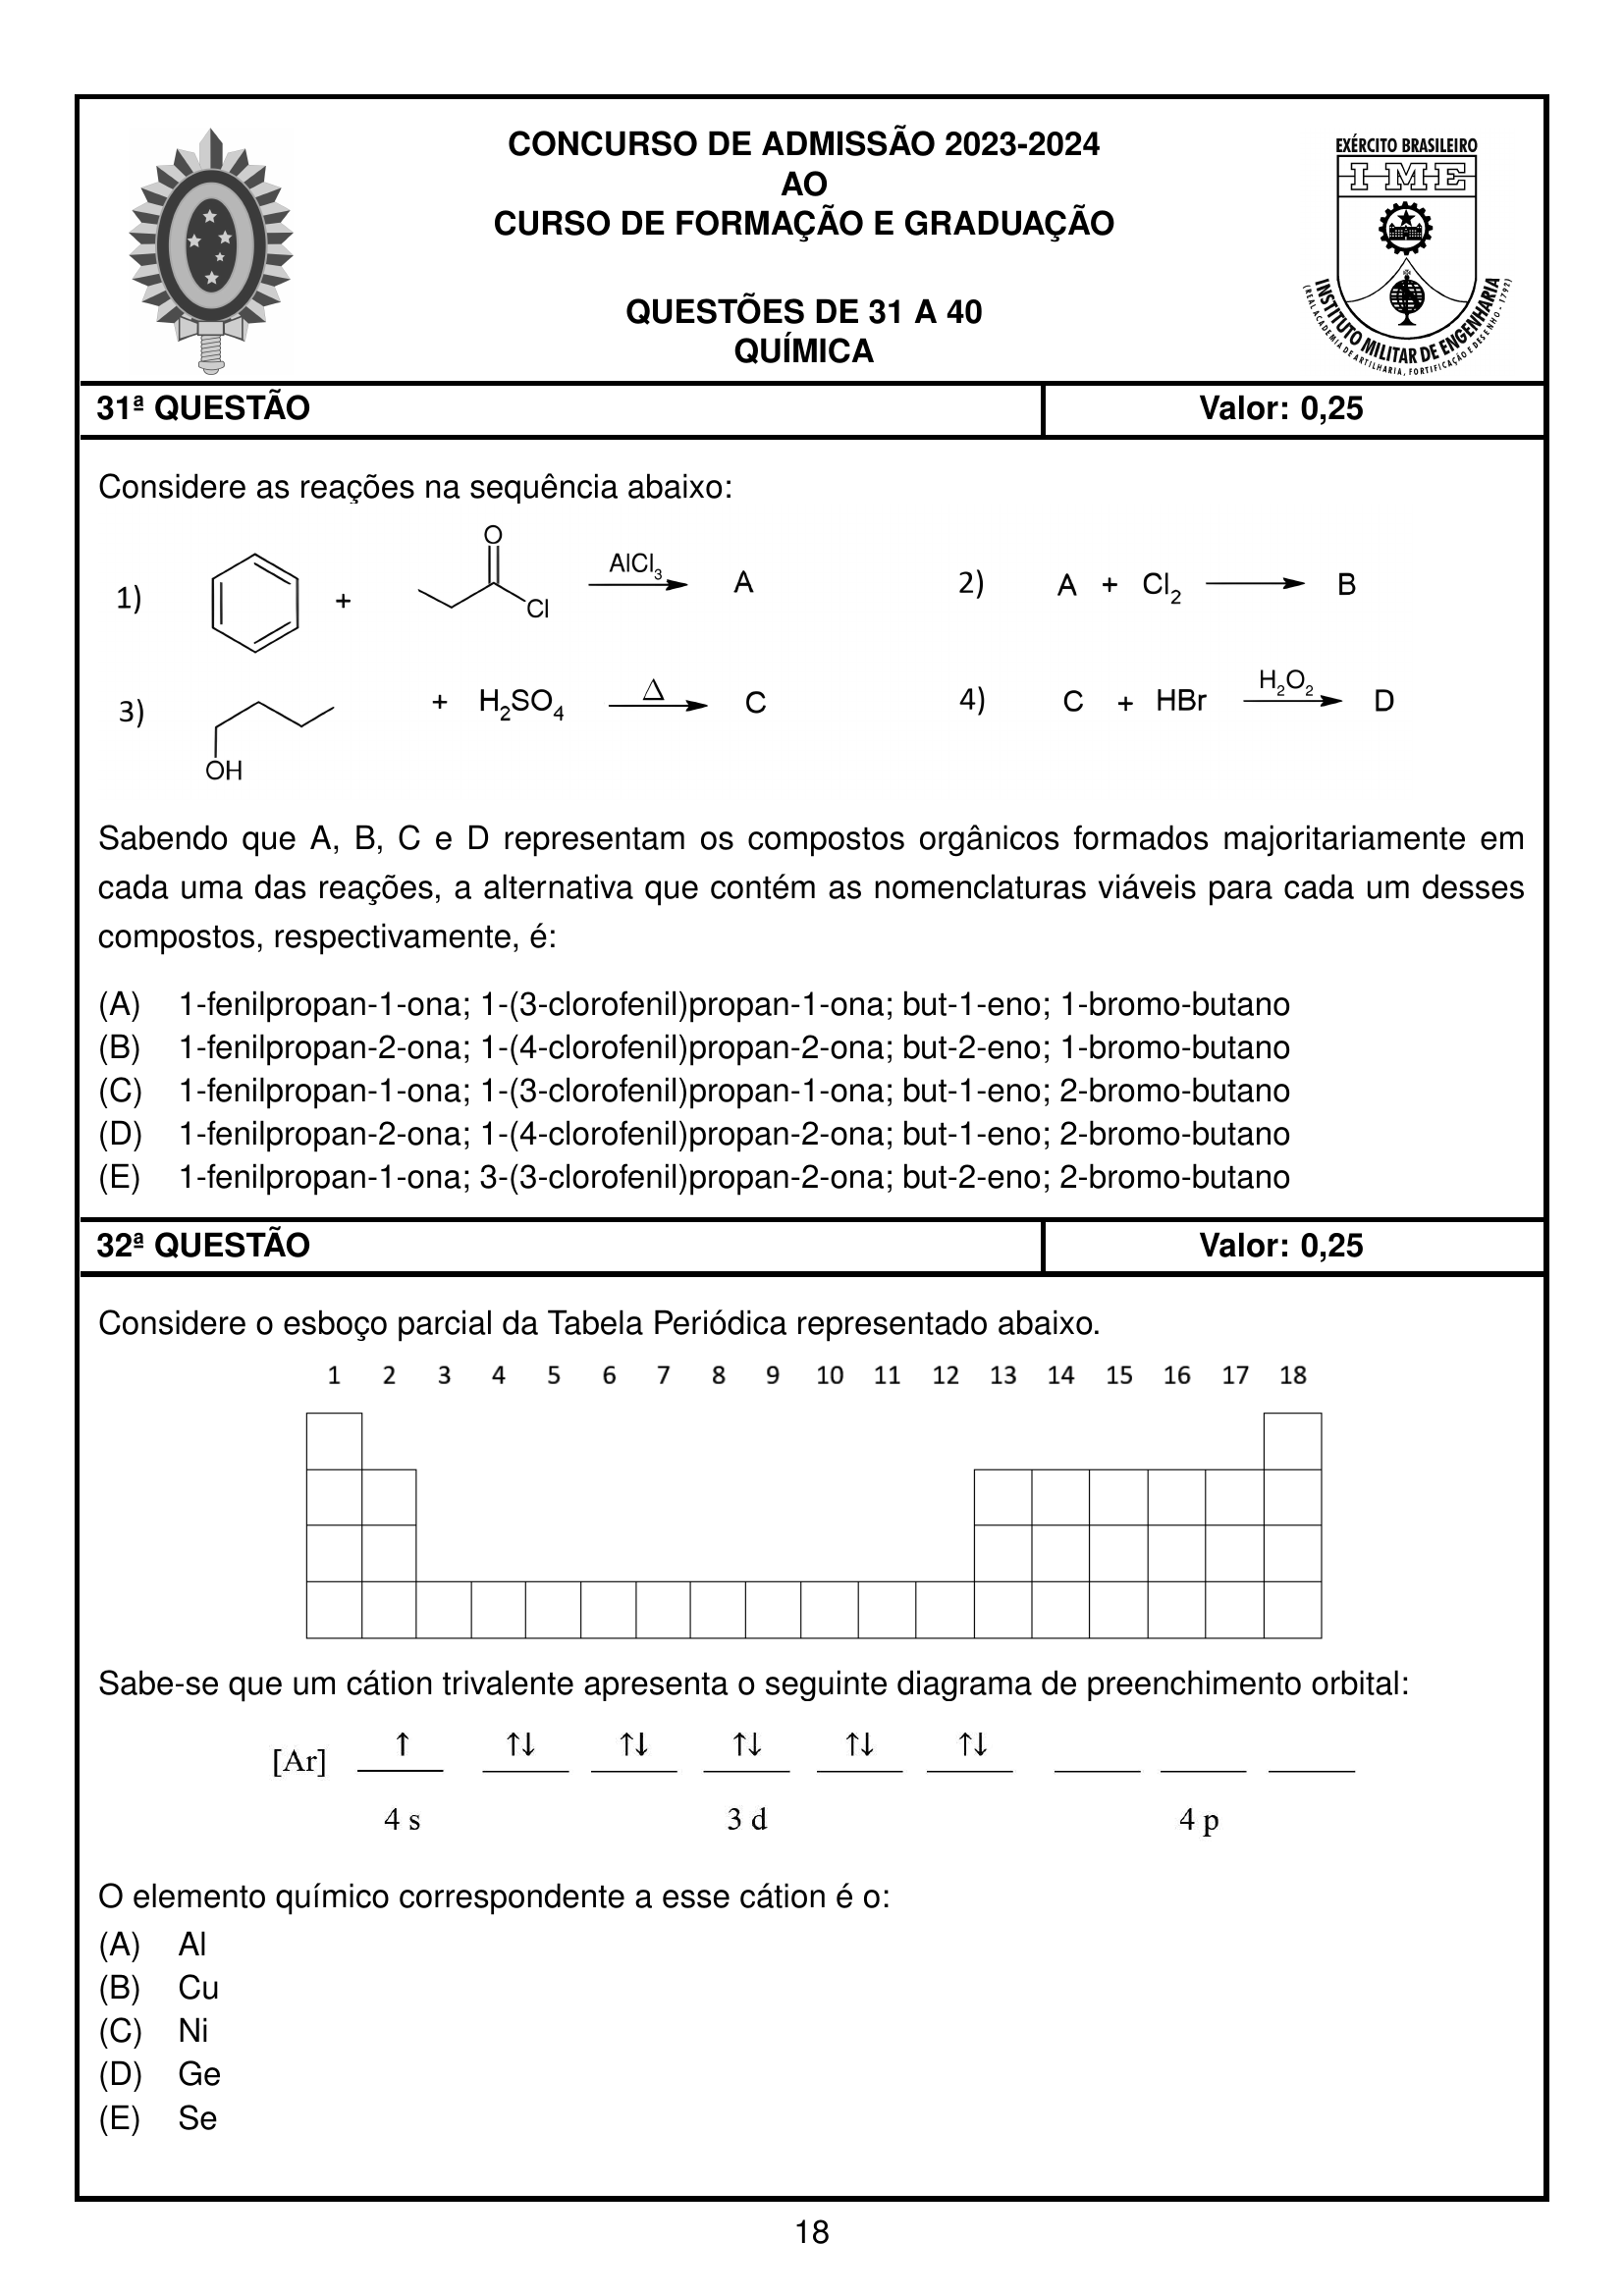 CONCURSO DE ADMISSÃO 2023-2024
AO
CURSO DE FORMAÇÃO E GRADUAÇÃO
QUESTÕES DE 31 A 40
QUÍMICA
EXÉRCITO BRASILEIRO
IME
INSTITUTO MILITAR DE ENGENHARIA
(REAL ACADEMIA DE ARTILHARIA, FORTIFICAÇÃO E DESENHO - 1792)
31ª QUESTÃO Valor: 0,25
Considere as reações na sequência abaixo:
1) + O Cl AlCl3 A 2) A + Cl2 B
3) OH + H2SO4 Δ C 4) C + HBr H2O2 D
Sabendo que A, B, C e D representam os compostos orgânicos formados majoritariamente em
cada uma das reações, a alternativa que contém as nomenclaturas viáveis para cada um desses
compostos, respectivamente, é:
(A) 1-fenilpropan-1-ona; 1-(3-clorofenil)propan-1-ona; but-1-eno; 1-bromo-butano
(B) 1-fenilpropan-2-ona; 1-(4-clorofenil)propan-2-ona; but-2-eno; 1-bromo-butano
(C) 1-fenilpropan-1-ona; 1-(3-clorofenil)propan-1-ona; but-1-eno; 2-bromo-butano
(D) 1-fenilpropan-2-ona; 1-(4-clorofenil)propan-2-ona; but-1-eno; 2-bromo-butano
(E) 1-fenilpropan-1-ona; 3-(3-clorofenil)propan-2-ona; but-2-eno; 2-bromo-butano
32ª QUESTÃO Valor: 0,25
Considere o esboço parcial da Tabela Periódica representado abaixo.
1 2 3 4 5 6 7 8 9 10 11 12 13 14 15 16 17 18
Sabe-se que um cátion trivalente apresenta o seguinte diagrama de preenchimento orbital:
[Ar] ↑ ↑↓ ↑↓ ↑↓ ↑↓ ↑↓
4 s 3 d 4 p
O elemento químico correspondente a esse cátion é o:
(A) Al
(B) Cu
(C) Ni
(D) Ge
(E) Se
18